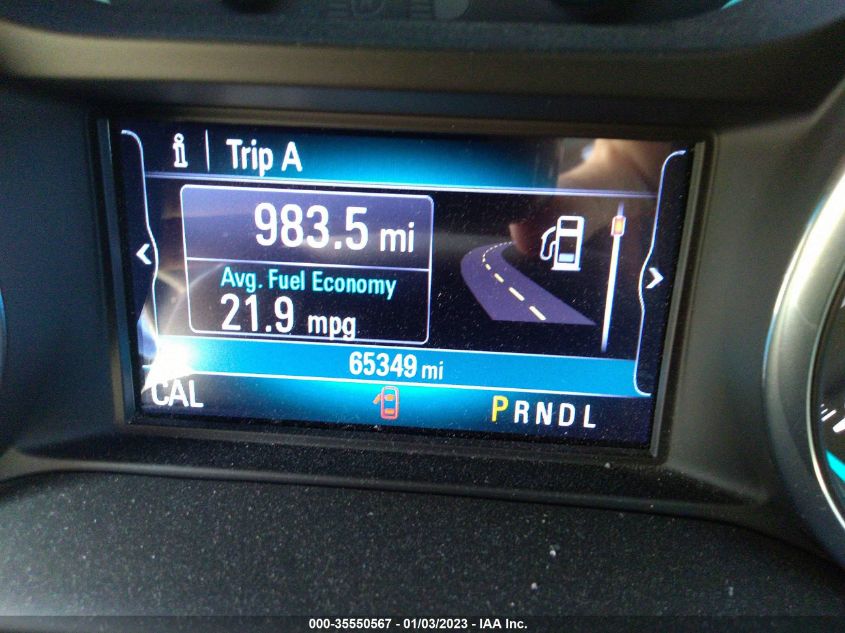 i | Trip A
983.5 mi
Avg. Fuel Economy
21.9 mpg
65349 mi
CAL
PRNDL
000-35550567 - 01/03/2023 - IAA Inc.